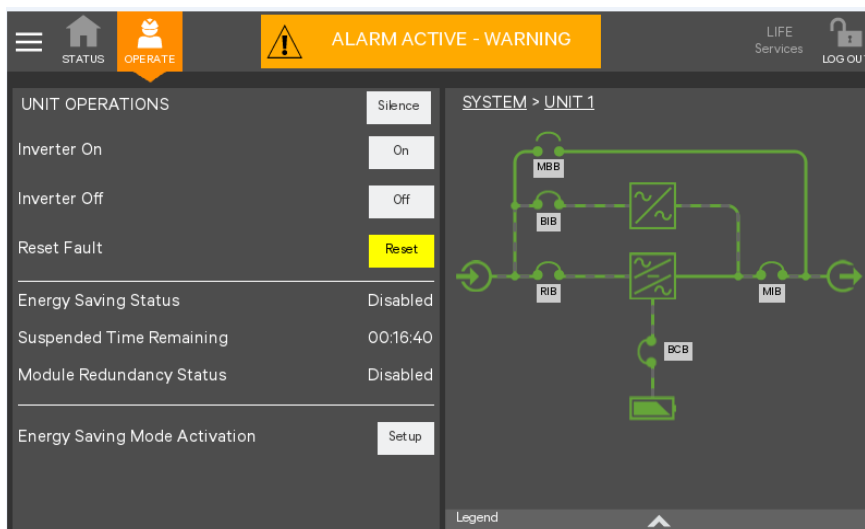 ALARM ACTIVE - WARNING
LIFE
Services
STATUS
OPERATE
LOG OUT
UNIT OPERATIONS
Silence
Inverter On
On
Inverter Off
Off
Reset Fault
Reset
Energy Saving Status
Disabled
Suspended Time Remaining
00:16:40
Module Redundancy Status
Disabled
Energy Saving Mode Activation
Setup
SYSTEM > UNIT 1
MBB
BIB
RIB
MIB
BCB
Legend